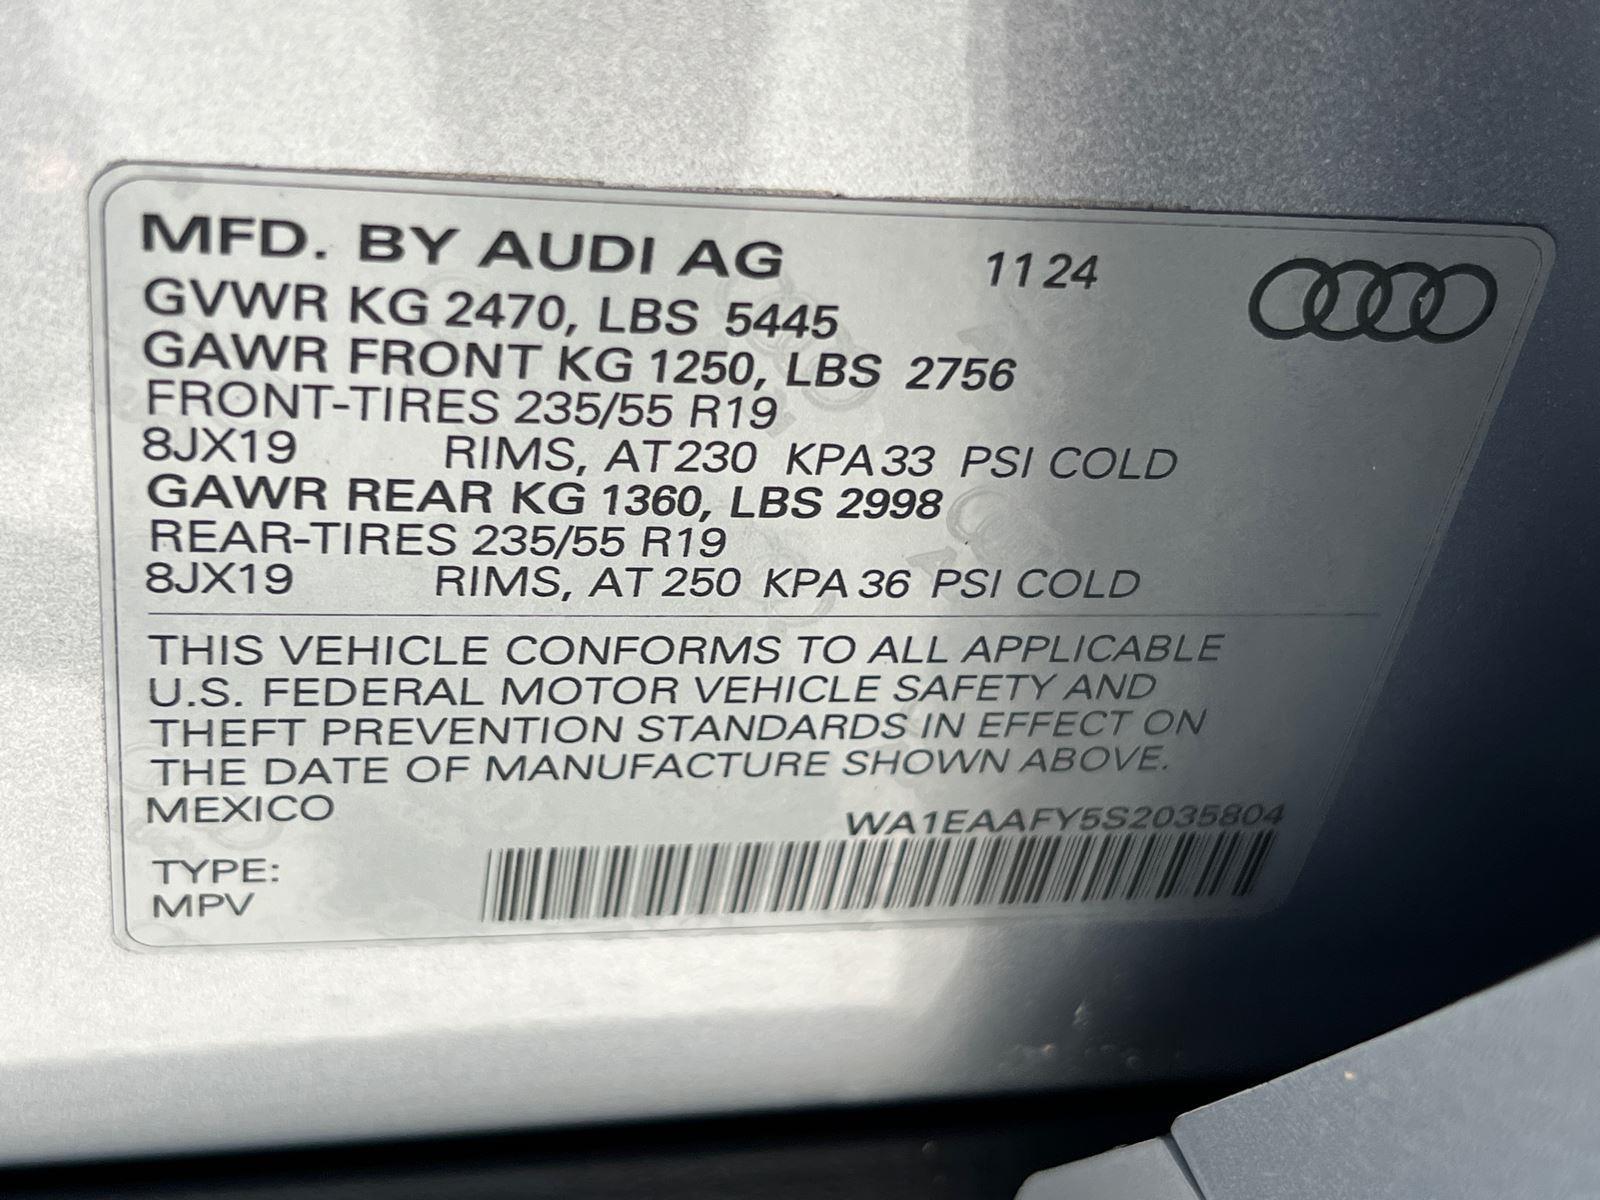 MFD. BY AUDI AG 11 24
GVWR KG 2470, LBS 5445
GAWR FRONT KG 1250, LBS 2756
FRONT-TIRES 235/55 R19
8JX19 RIMS, AT 230 KPA 33 PSI COLD
GAWR REAR KG 1360, LBS 2998
REAR-TIRES 235/55 R19
8JX19 RIMS, AT 250 KPA 36 PSI COLD
THIS VEHICLE CONFORMS TO ALL APPLICABLE
U.S. FEDERAL MOTOR VEHICLE SAFETY AND
THEFT PREVENTION STANDARDS IN EFFECT ON
THE DATE OF MANUFACTURE SHOWN ABOVE.
MEXICO
WA1EAAFY5S2035804
TYPE:
MPV